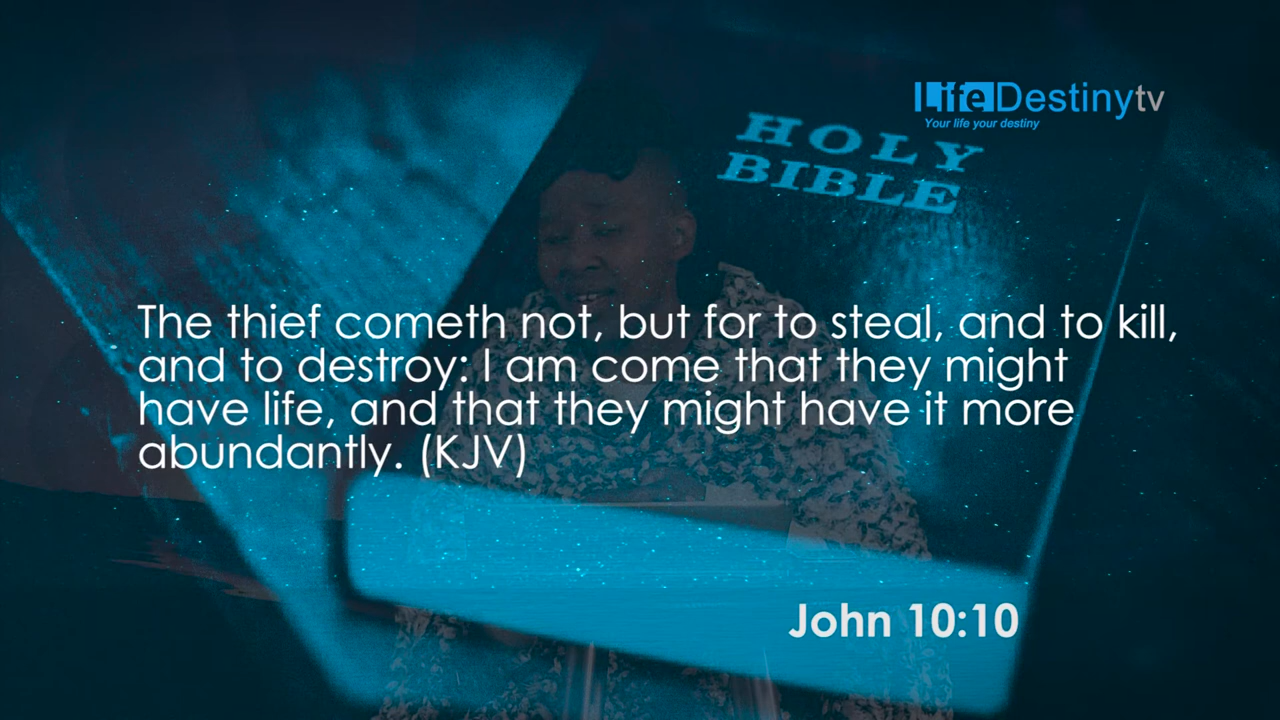 LifeDestinytv
Your life your destiny
HOLY
BIBLE
The thief cometh not, but for to steal, and to kill,
and to destroy: I am come that they might
have life, and that they might have it more
abundantly. (KJV)
John 10:10